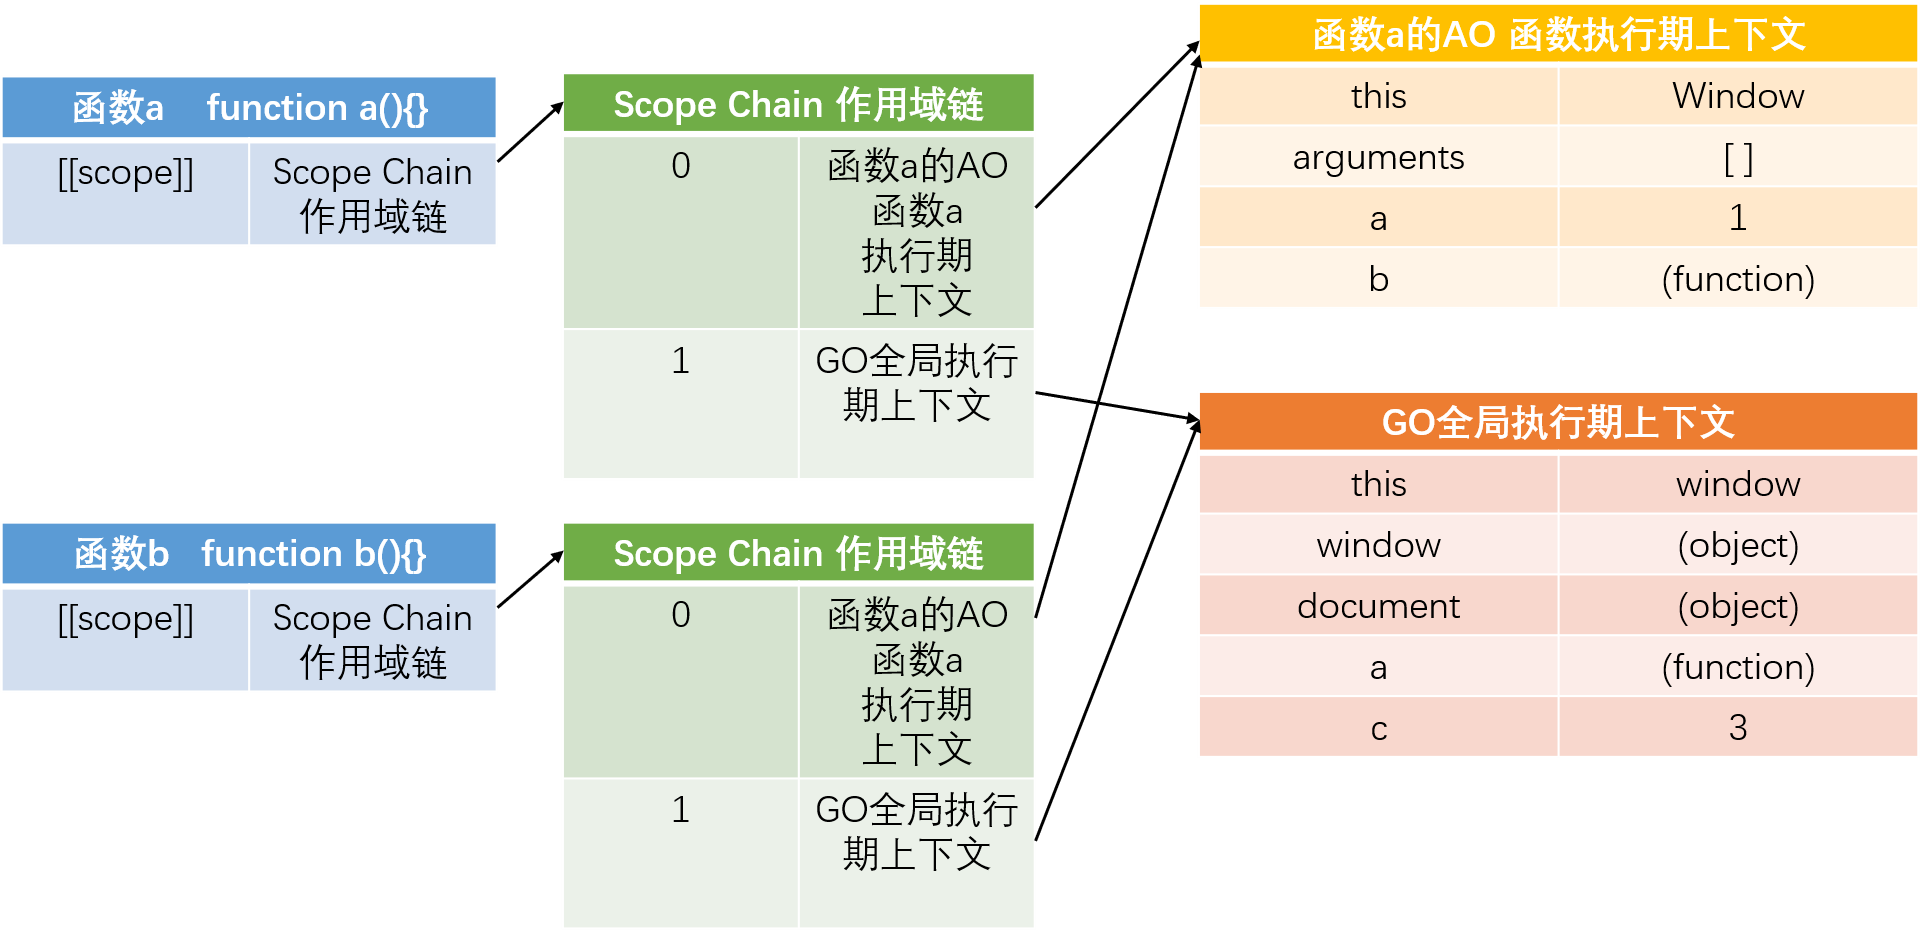 函数a function a(){}
[[scope]]
Scope Chain
作用域链
Scope Chain 作用域链
0
函数a的AO
函数a
执行期
上下文
1
GO全局执行
期上下文
函数a的AO 函数执行期上下文
this
Window
arguments
[ ]
a
1
b
(function)
函数b function b(){}
[[scope]]
Scope Chain
作用域链
Scope Chain 作用域链
0
函数a的AO
函数a
执行期
上下文
1
GO全局执行
期上下文
GO全局执行期上下文
this
window
window
(object)
document
(object)
a
(function)
c
3